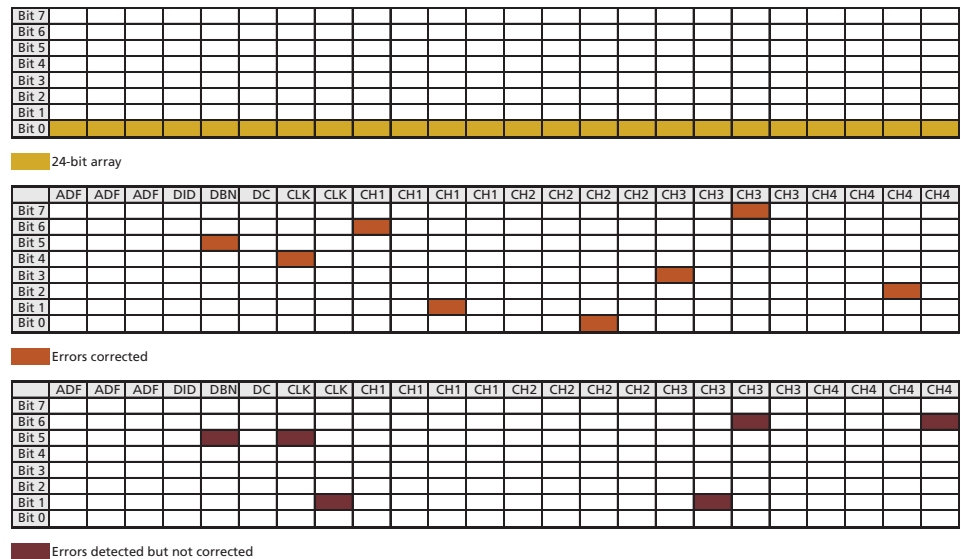 Bit 7
Bit 6
Bit 5
Bit 4
Bit 3
Bit 2
Bit 1
Bit 0
24-bit array
ADF ADF ADF DID DBN DC CLK CLK CH1 CH1 CH1 CH1 CH2 CH2 CH2 CH2 CH3 CH3 CH3 CH3 CH4 CH4 CH4 CH4
Bit 7
Bit 6
Bit 5
Bit 4
Bit 3
Bit 2
Bit 1
Bit 0
Errors corrected
ADF ADF ADF DID DBN DC CLK CLK CH1 CH1 CH1 CH1 CH2 CH2 CH2 CH2 CH3 CH3 CH3 CH3 CH4 CH4 CH4 CH4
Bit 7
Bit 6
Bit 5
Bit 4
Bit 3
Bit 2
Bit 1
Bit 0
Errors detected but not corrected